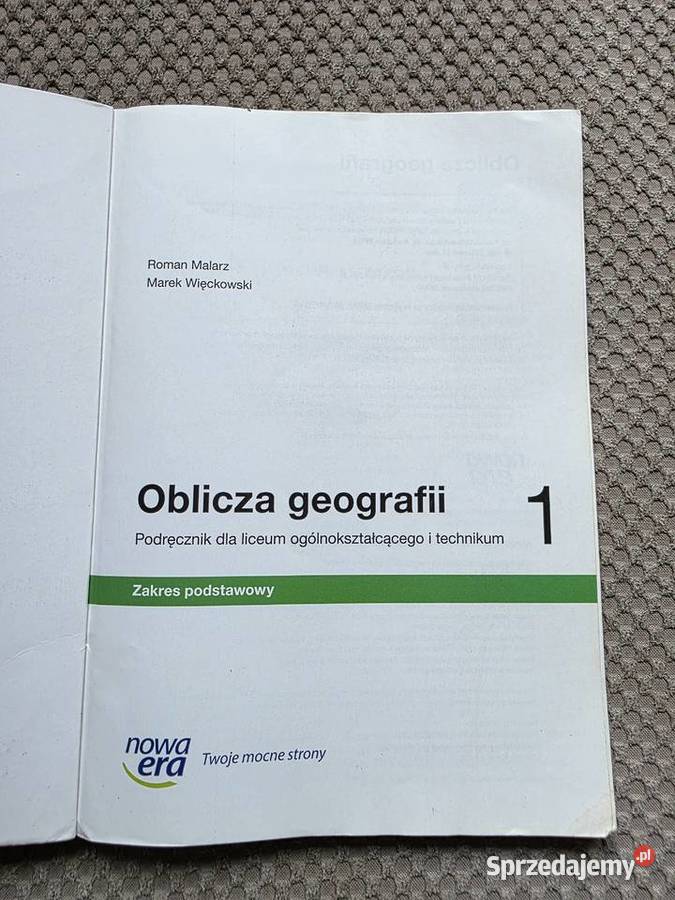 Roman Malarz
Marek Więckowski
Oblicza geografii 1
Podręcznik dla liceum ogólnokształcącego i technikum
Zakres podstawowy
nowa
era
Twoje mocne strony
Sprzedajemy.pl